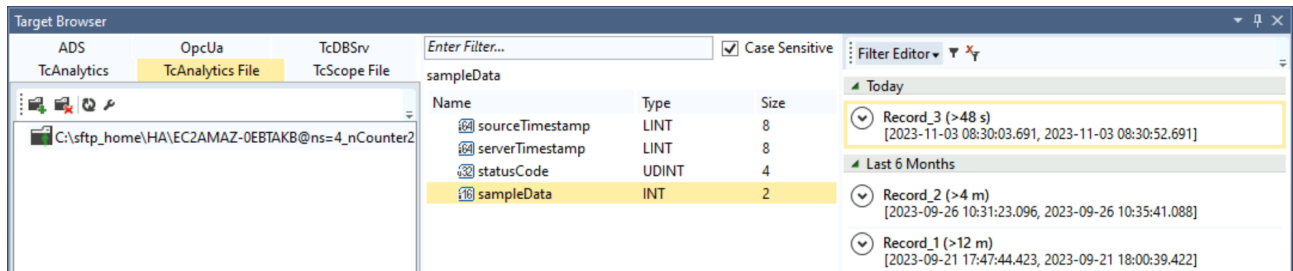 Target Browser
ADS OpcUa TcDBSrv
TcAnalytics TcAnalytics File TcScope File
C:\sftp_home\HA\EC2AMAZ-0EBTAKB@ns=4_nCounter2
Enter Filter... Case Sensitive
sampleData
Name Type Size
sourceTimestamp LINT 8
serverTimestamp LINT 8
statusCode UDINT 4
sampleData INT 2
Filter Editor
Today
Record_3 (>48 s)
[2023-11-03 08:30:03.691, 2023-11-03 08:30:52.691]
Last 6 Months
Record_2 (>4 m)
[2023-09-26 10:31:23.096, 2023-09-26 10:35:41.088]
Record_1 (>12 m)
[2023-09-21 17:47:44.423, 2023-09-21 18:00:39.422]